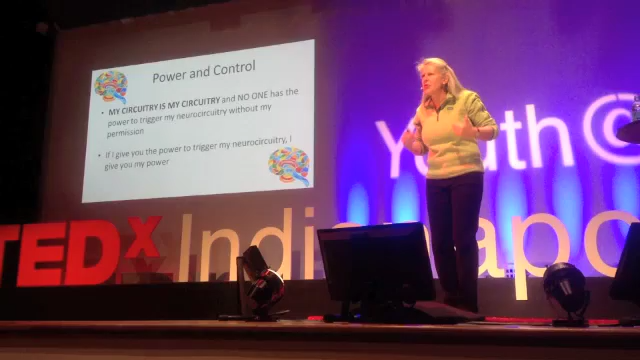 Power and Control
• MY CIRCUITRY IS MY CIRCUITRY and NO ONE has the
power to trigger my neurocircuitry without my
permission
• If I give you the power to trigger my neurocircuitry, I
give you my power
Youth@
TEDx
Indianapo